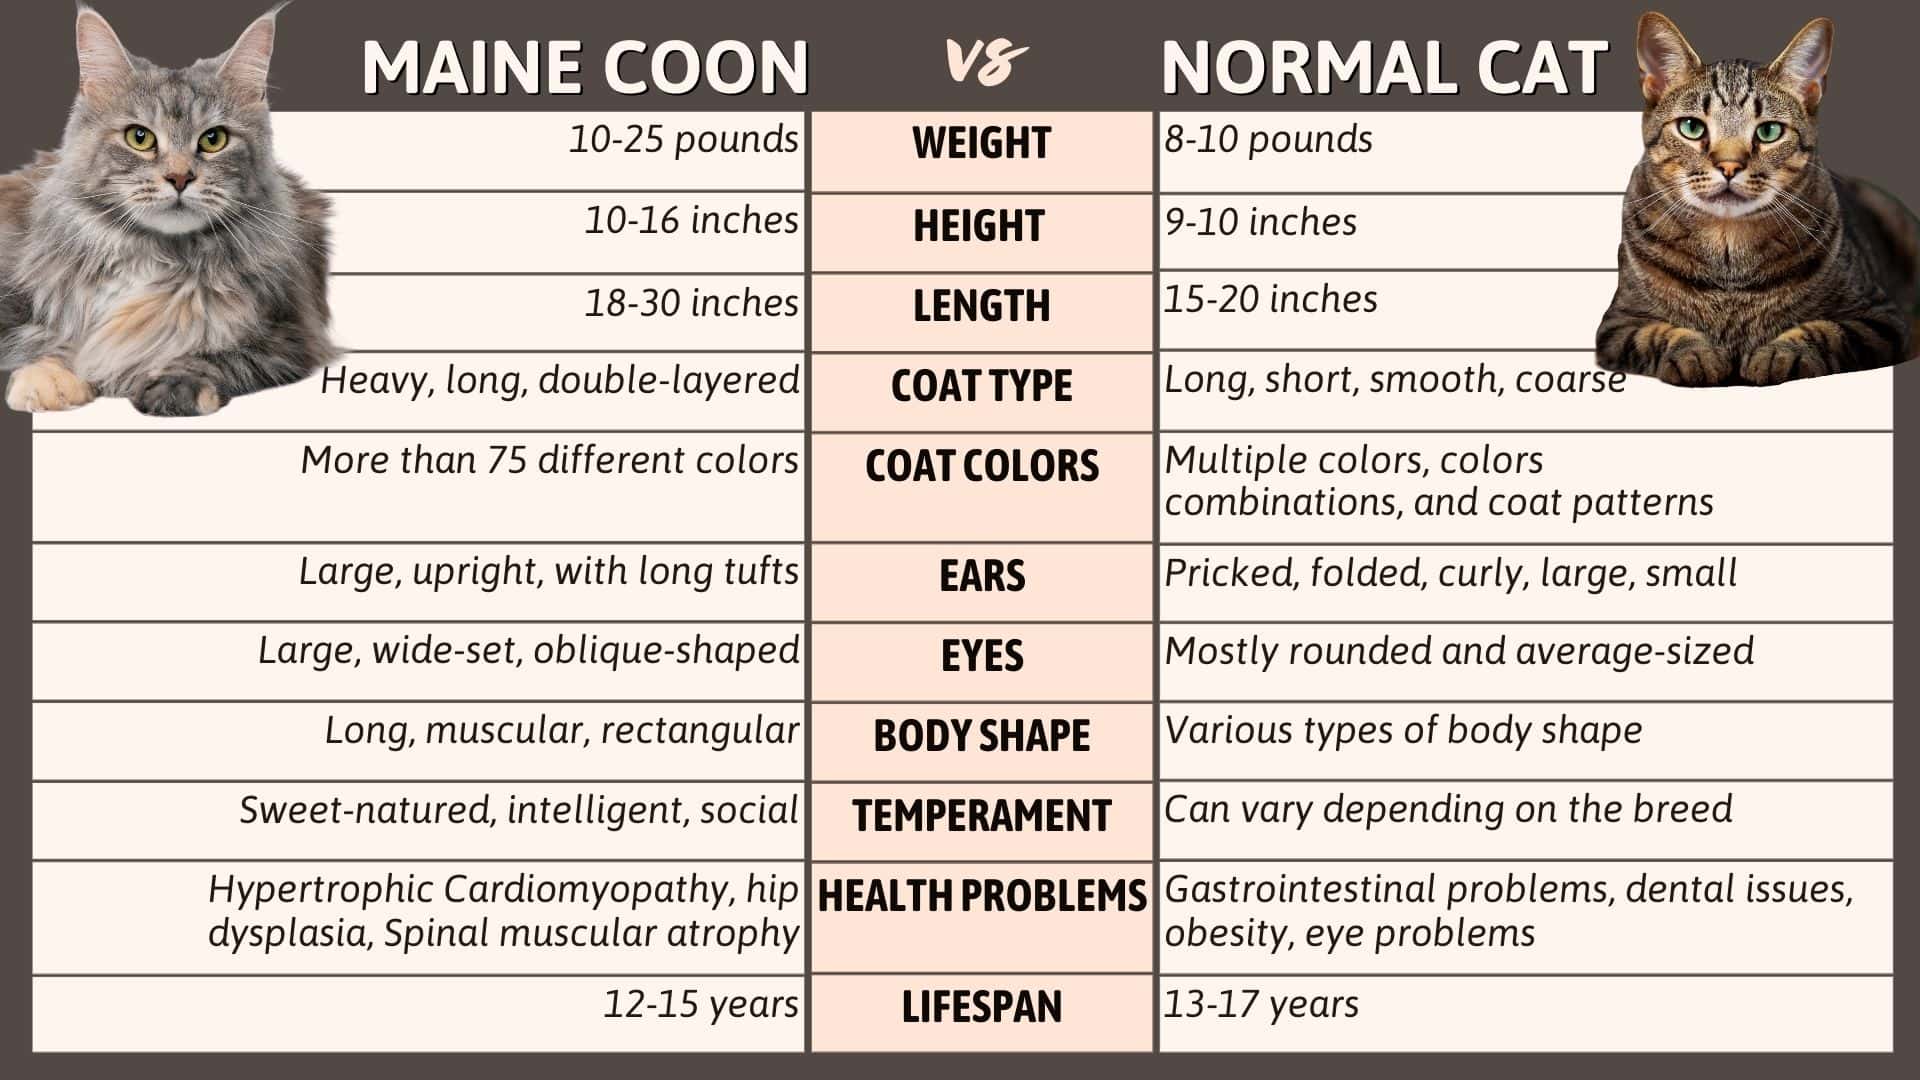 MAINE COON VS NORMAL CAT
10-25 pounds WEIGHT 8-10 pounds
10-16 inches HEIGHT 9-10 inches
18-30 inches LENGTH 15-20 inches
Heavy, long, double-layered COAT TYPE Long, short, smooth, coarse
More than 75 different colors COAT COLORS Multiple colors, colors
combinations, and coat patterns
Large, upright, with long tufts EARS Pricked, folded, curly, large, small
Large, wide-set, oblique-shaped EYES Mostly rounded and average-sized
Long, muscular, rectangular BODY SHAPE Various types of body shape
Sweet-natured, intelligent, social TEMPERAMENT Can vary depending on the breed
Hypertrophic Cardiomyopathy, hip HEALTH PROBLEMS Gastrointestinal problems, dental issues,
dysplasia, Spinal muscular atrophy obesity, eye problems
12-15 years LIFESPAN 13-17 years